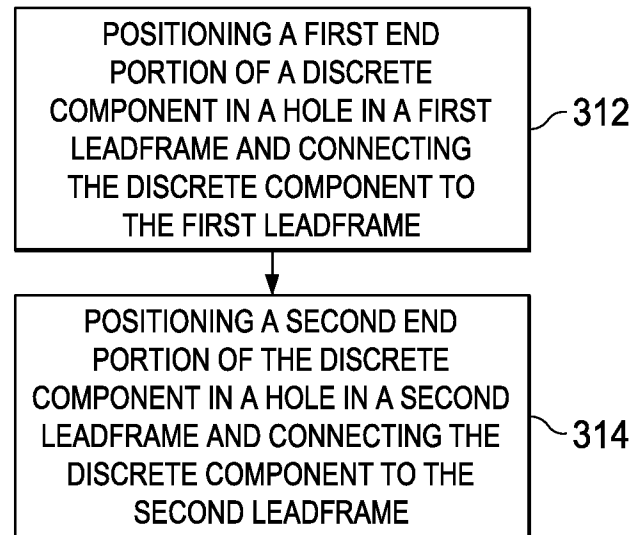 POSITIONING A FIRST END
PORTION OF A DISCRETE
COMPONENT IN A HOLE IN A FIRST
LEADFRAME AND CONNECTING
THE DISCRETE COMPONENT TO
THE FIRST LEADFRAME
312
POSITIONING A SECOND END
PORTION OF THE DISCRETE
COMPONENT IN A HOLE IN A SECOND
LEADFRAME AND CONNECTING THE
DISCRETE COMPONENT TO THE
SECOND LEADFRAME
314